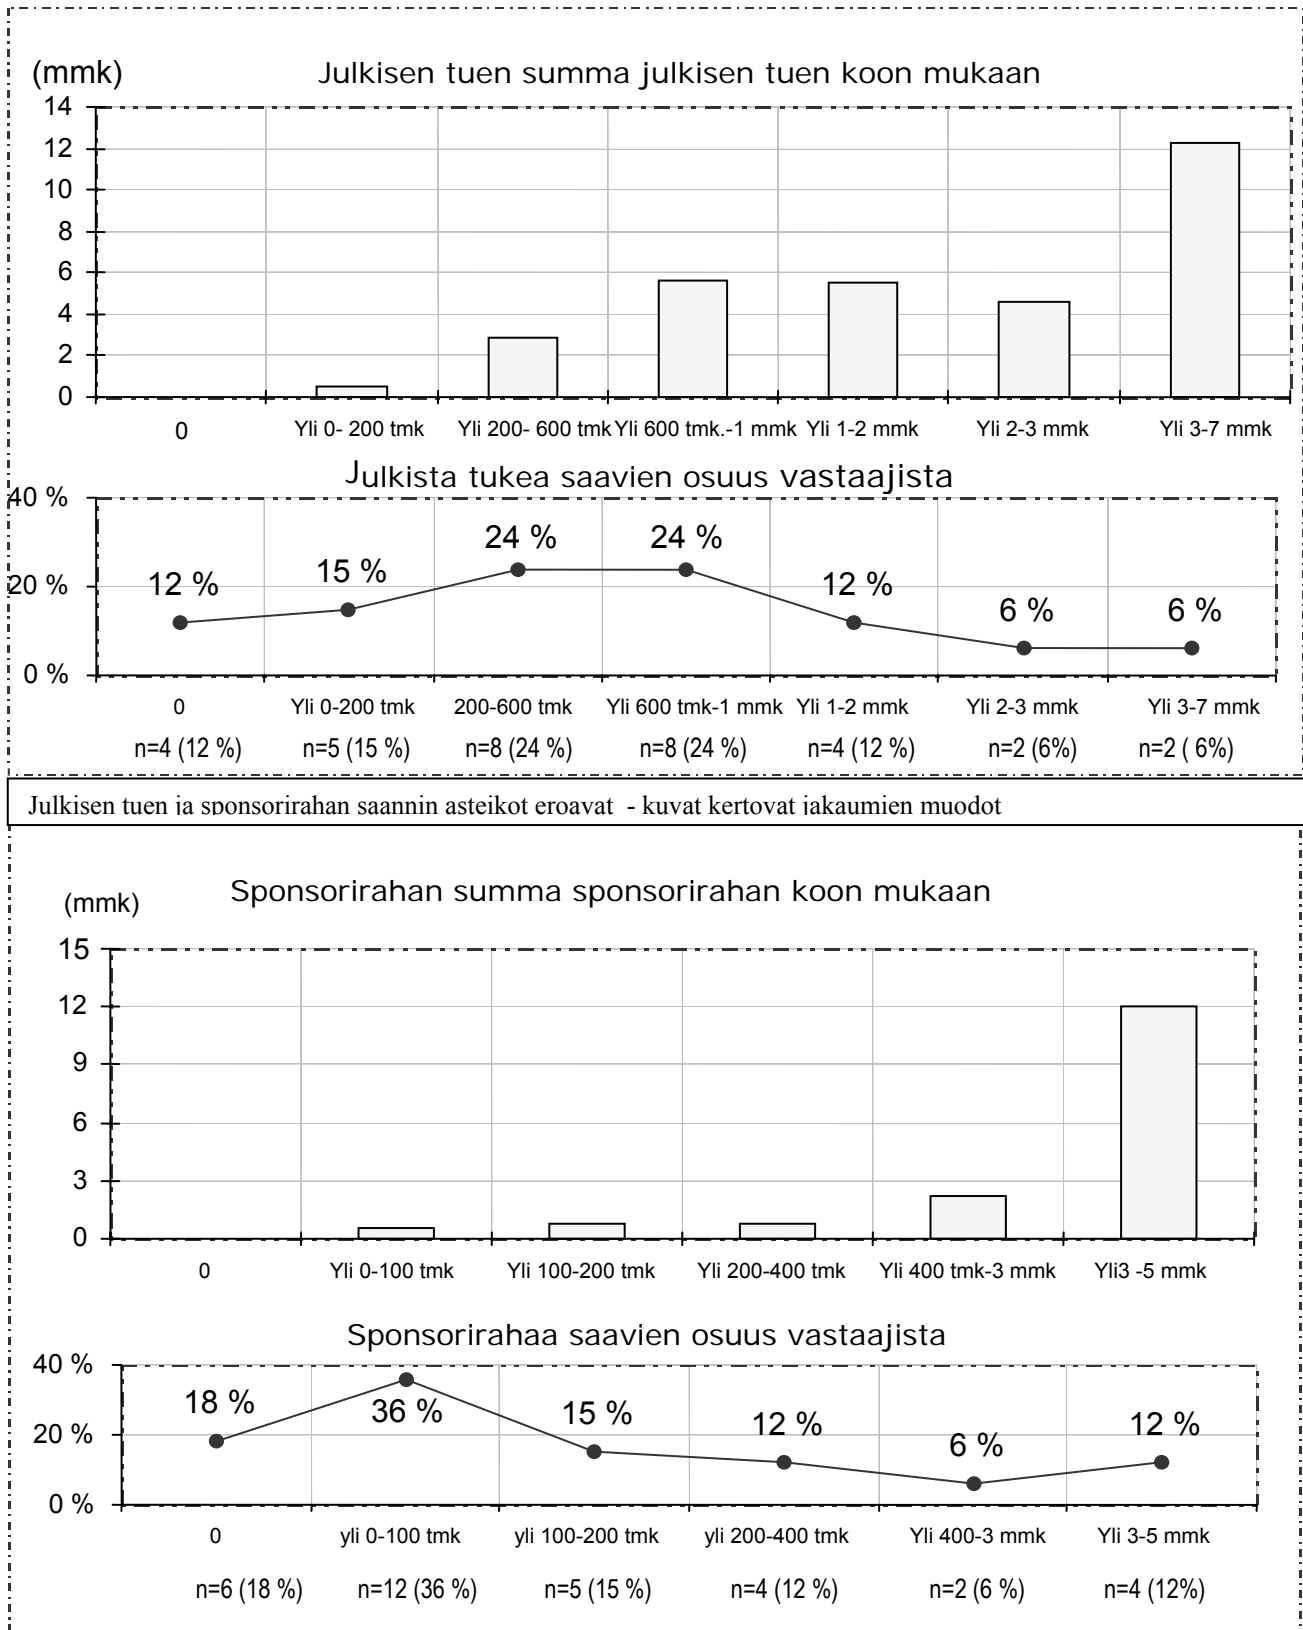 (mmk) Julkisen tuen summa julkisen tuen koon mukaan
14
12
10
8
6
4
2
0
0 Yli 0- 200 tmk Yli 200- 600 tmk Yli 600 tmk.-1 mmk Yli 1-2 mmk Yli 2-3 mmk Yli 3-7 mmk
Julkista tukea saavien osuus vastaajista
40 %
24 % 24 %
12 % 15 % 12 % 6 % 6 %
20 %
0 %
0 Yli 0-200 tmk 200-600 tmk Yli 600 tmk-1 mmk Yli 1-2 mmk Yli 2-3 mmk Yli 3-7 mmk
n=4 (12 %) n=5 (15 %) n=8 (24 %) n=8 (24 %) n=4 (12 %) n=2 (6%) n=2 ( 6%)
Julkisen tuen ja sponsorirahan saannin asteikot eroavat - kuvat kertovat jakaumien muodot
(mmk) Sponsorirahan summa sponsorirahan koon mukaan
15
12
9
6
3
0
0 Yli 0-100 tmk Yli 100-200 tmk Yli 200-400 tmk Yli 400 tmk-3 mmk Yli3 -5 mmk
Sponsorirahaa saavien osuus vastaajista
40 %
18 % 36 % 15 % 12 % 6 % 12 %
20 %
0 %
0 yli 0-100 tmk yli 100-200 tmk yli 200-400 tmk Yli 400-3 mmk Yli 3-5 mmk
n=6 (18 %) n=12 (36 %) n=5 (15 %) n=4 (12 %) n=2 (6 %) n=4 (12%)